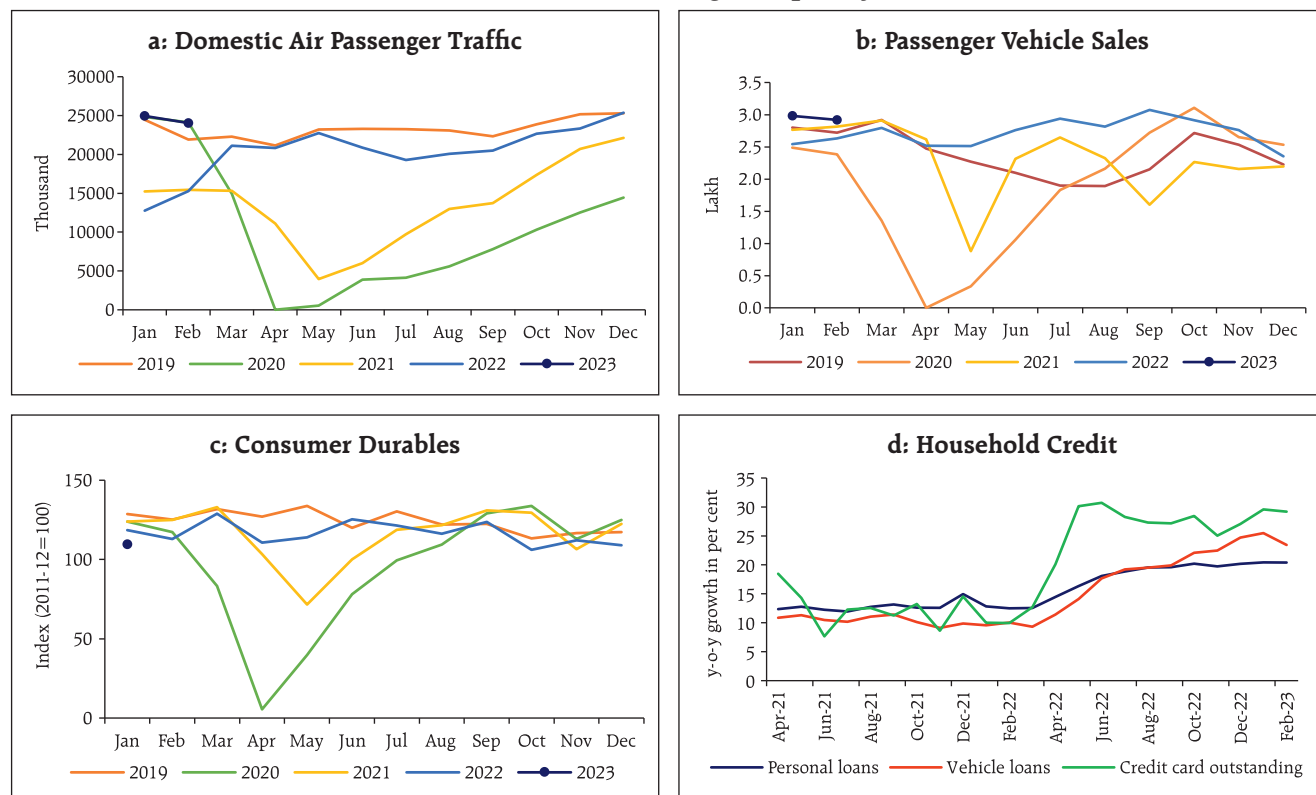 a: Domestic Air Passenger Traffic
30000
25000
20000
15000
10000
5000
0
Thousand
Jan Feb Mar Apr May Jun Jul Aug Sep Oct Nov Dec
2019 2020 2021 2022 2023
b: Passenger Vehicle Sales
3.5
3.0
2.5
2.0
1.5
1.0
0.5
0.0
Lakh
Jan Feb Mar Apr May Jun Jul Aug Sep Oct Nov Dec
2019 2020 2021 2022 2023
c: Consumer Durables
150
100
50
0
Index (2011-12=100)
Jan Feb Mar Apr May Jun Jul Aug Sep Oct Nov Dec
2019 2020 2021 2022 2023
d: Household Credit
35
30
25
20
15
10
5
0
y-o-y growth in per cent
Apr-21
Jun-21
Aug-21
Oct-21
Dec-21
Feb-22
Apr-22
Jun-22
Aug-22
Oct-22
Dec-22
Feb-23
Personal loans Vehicle loans Credit card outstanding